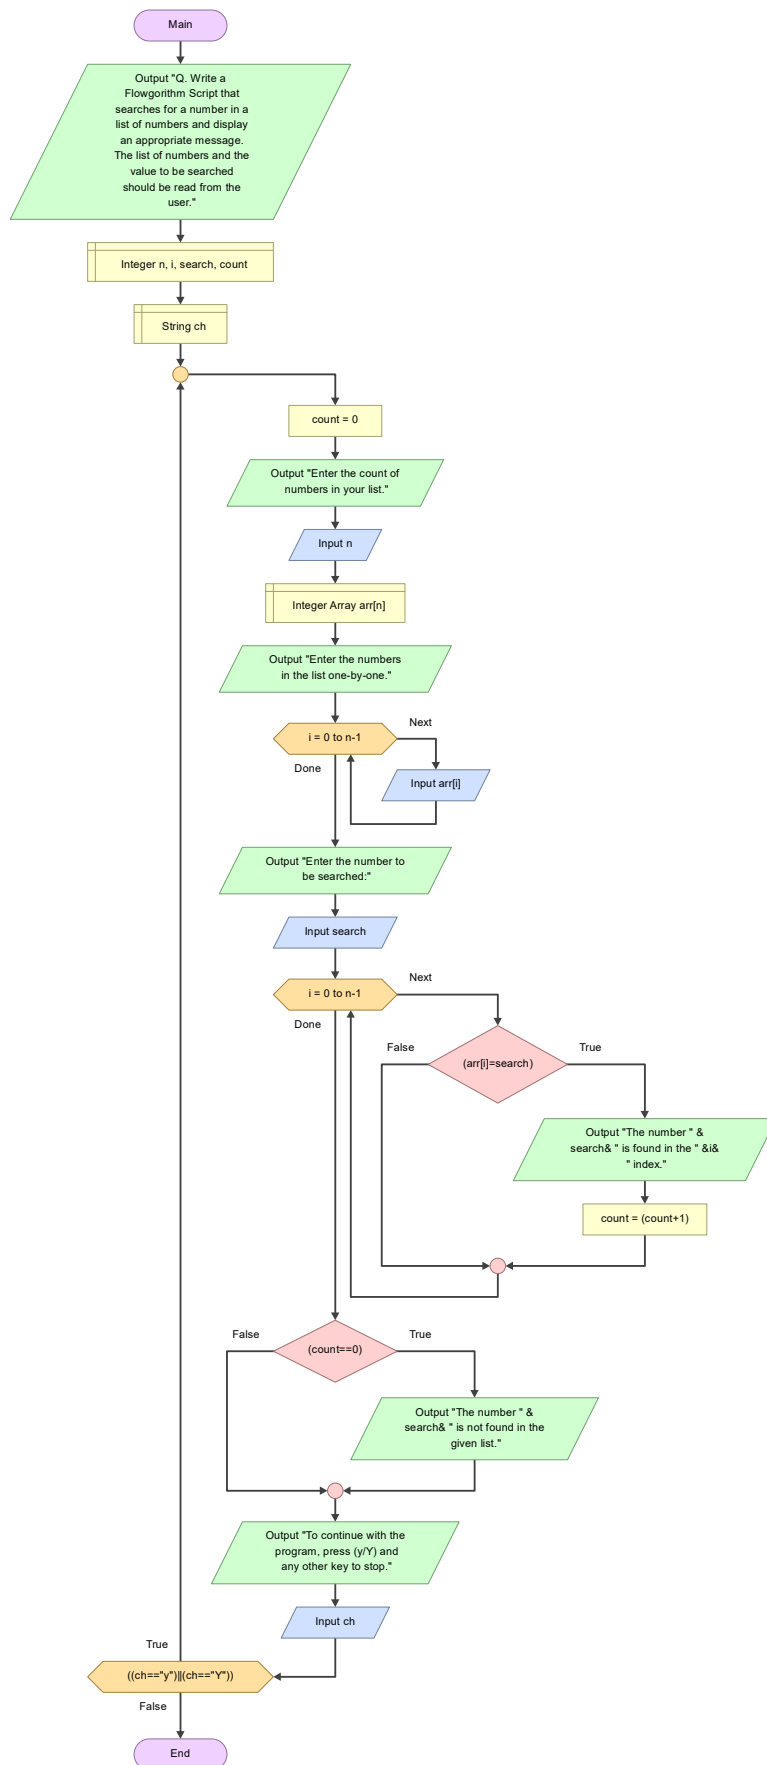 Main
Output "Q. Write a
Flowgorithm Script that
searches for a number in a
list of numbers and display
an appropriate message.
The list of numbers and the
value to be searched
should be read from the
user."
Integer n, i, search, count
String ch
count = 0
Output "Enter the count of
numbers in your list."
Input n
Integer Array arr[n]
Output "Enter the numbers
in the list one-by-one."
i = 0 to n-1
Next
Done
Input arr[i]
Output "Enter the number to
be searched:"
Input search
i = 0 to n-1
Next
Done
(arr[i]=search)
False
True
Output "The number " &
search& " is found in the " &i&
" index."
count = (count+1)
(count==0)
False
True
Output "The number " &
search& " is not found in the
given list."
Output "To continue with the
program, press (y/Y) and
any other key to stop."
Input ch
True
((ch=="y")||(ch=="Y"))
False
End